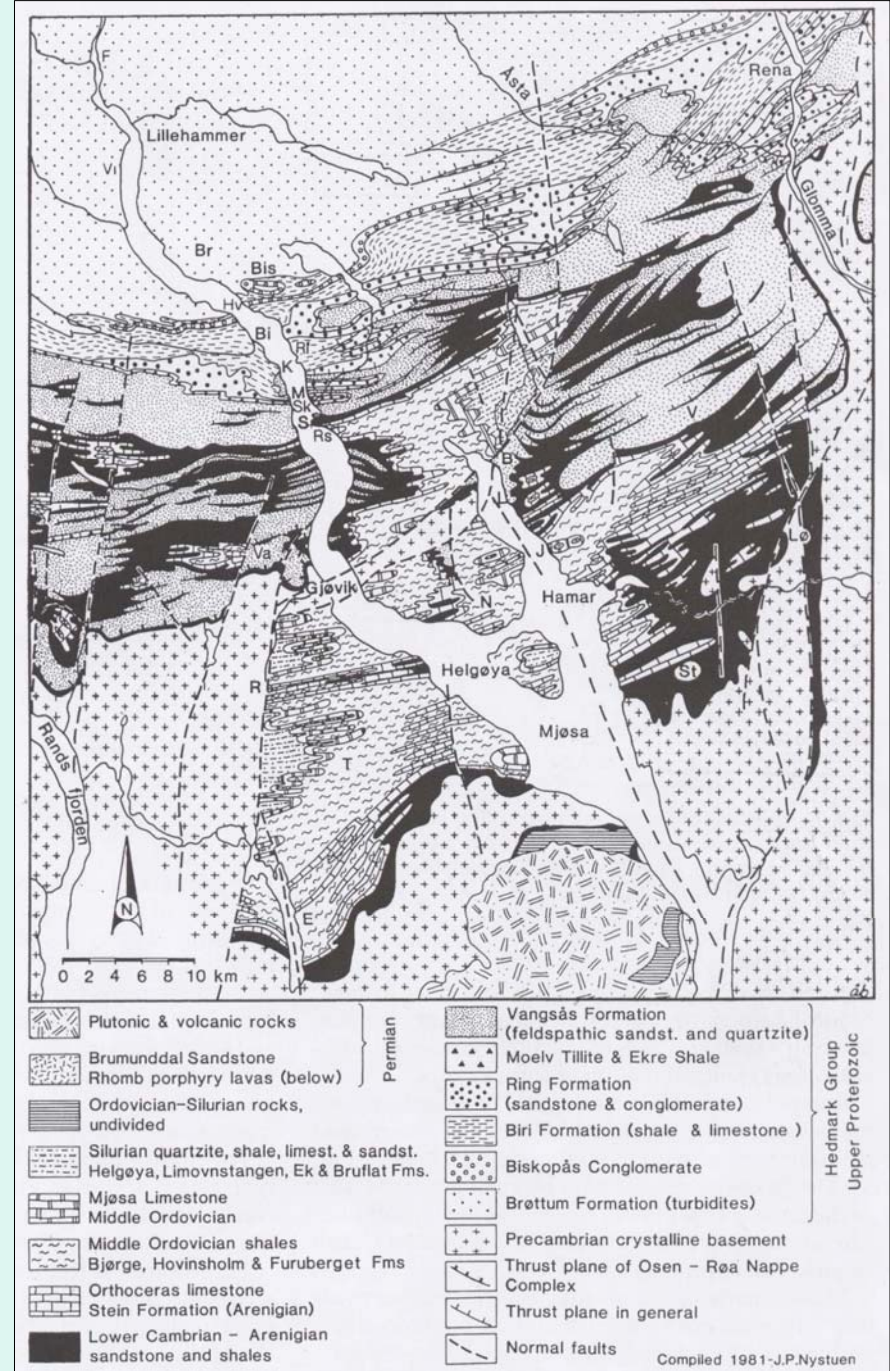 F
Åsta
Rena
Lillehammer
Vi
Glomma
Br
Bis
Hv
Bi
Ri
K
M
Sk
S
Rs
V
B
Va
Lø
J
Gjøvik
N
Hamar
Helgøya
St
R
Mjøsa
Rands
fjorden
T
N
E
0 2 4 6 8 10 km
Plutonic & volcanic rocks
Brumunddal Sandstone
Rhomb porphyry lavas (below)
Permian
Ordovician-Silurian rocks,
undivided
Silurian quartzite, shale, limest. & sandst.
Helgøya, Limovnstangen, Ek & Bruflat Fms.
Mjøsa Limestone
Middle Ordovician
Middle Ordovician shales
Bjørge, Hovinsholm & Furuberget Fms
Orthoceras limestone
Stein Formation (Arenigian)
Lower Cambrian - Arenigian
sandstone and shales
Vangsås Formation
(feldspathic sandst. and quartzite)
Moelv Tillite & Ekre Shale
Ring Formation
(sandstone & conglomerate)
Biri Formation (shale & limestone )
Biskopås Conglomerate
Brøttum Formation (turbidites)
Hedmark Group
Upper Proterozoic
Precambrian crystalline basement
Thrust plane of Osen - Røa Nappe
Complex
Thrust plane in general
Normal faults
Compiled 1981-J.P.Nystuen